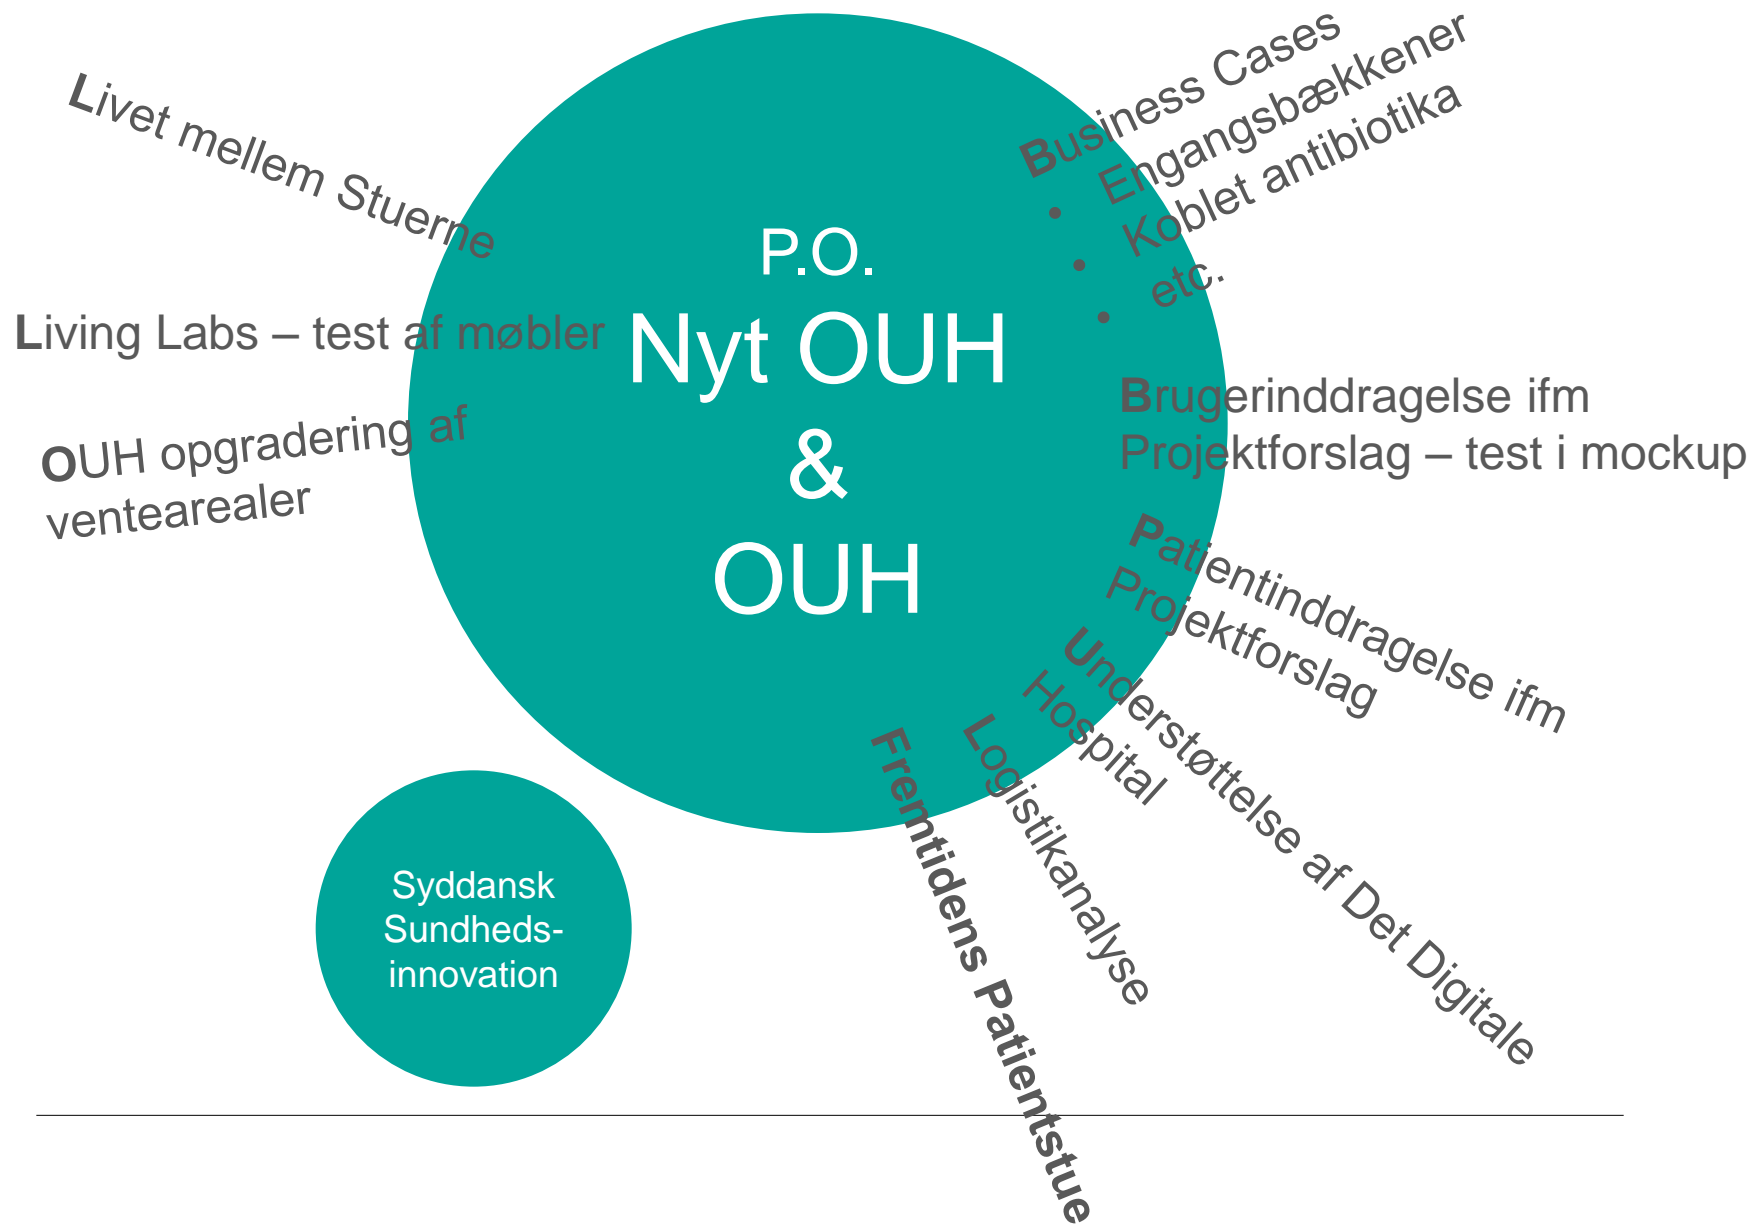 Livet mellem Stuerne
Living Labs – test af møbler
OUH opgradering af
ventearealer
P.O.
Nyt OUH
&
OUH
Business Cases
• Engangsbækkener
• Koblet antibiotika
• etc.
Brugerinddragelse ifm
Projektforslag – test i mockup
Patientinddragelse ifm
Projektforslag
Understøttelse af Det Digitale
Hospital
Logistikanalyse
Fremtidens Patientstue
Syddansk
Sundheds-
innovation